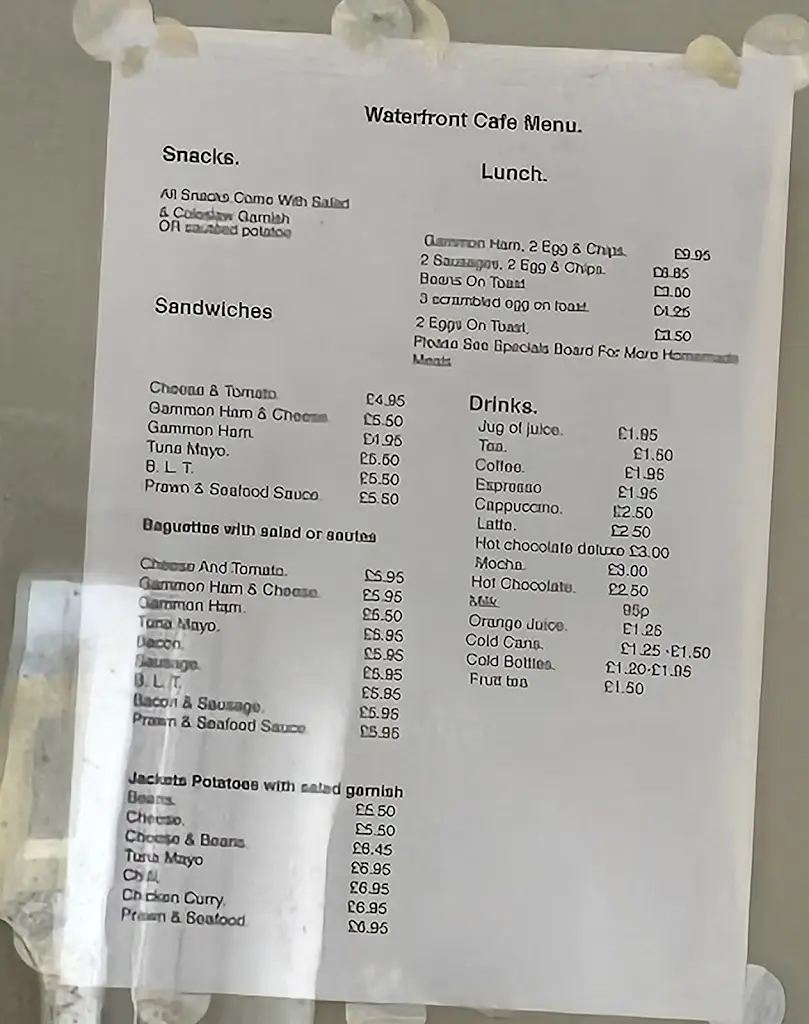 Waterfront Cafe Menu.
Snacks.
All Snacks Come With Salad
& Coleslaw Garnish
OR sauted potatoe
Sandwiches
Cheese & Tomato. £4.95
Gammon Ham & Cheese £5.50
Gammon Ham.
Tuna Mayo.
B. L. T. £5.50
Prawn & Seafood Sauce £5.50
Baguettes with salad or sautes
Cheese And Tomato. £5.95
Gammon Ham & Cheese. £5.95
Gammon Ham.
Tuna Mayo. £5.95
Bacon. £5.95
Sausage. £5.95
B. L. T.
Bacon & Sausage. £5.95
Prawn & Seafood Sauce £5.95
Jackets Potatoes with salad garnish
Beans.
Cheese. £5.50
Cheese & Beans £6.45
Tuna Mayo
Chilli, £6.95
Chicken Curry, £6.95
Prawn & Seafood £6.95
Lunch.
Gammon Ham, 2 Egg & Chips. £9.95
2 Sausages, 2 Egg & Chips.
Beans On Toast
3 scrambled egg on toast.
2 Eggs On Toast,
Please See Specials Board For More Homemade
Meals
Drinks.
Jug of juice.
Tea.
Coffee. £1.95
Espresso £1.95
Cappuccino. £2.50
Latte. £2.50
Hot chocolate deluxe £3.00
Mocha. £3.00
Hot Chocolate. £2.50
Milk
Orange Juice. £1.25
Cold Cans. £1.25 -£1.50
Cold Bottles. £1.20-
Fruit tea £1.50